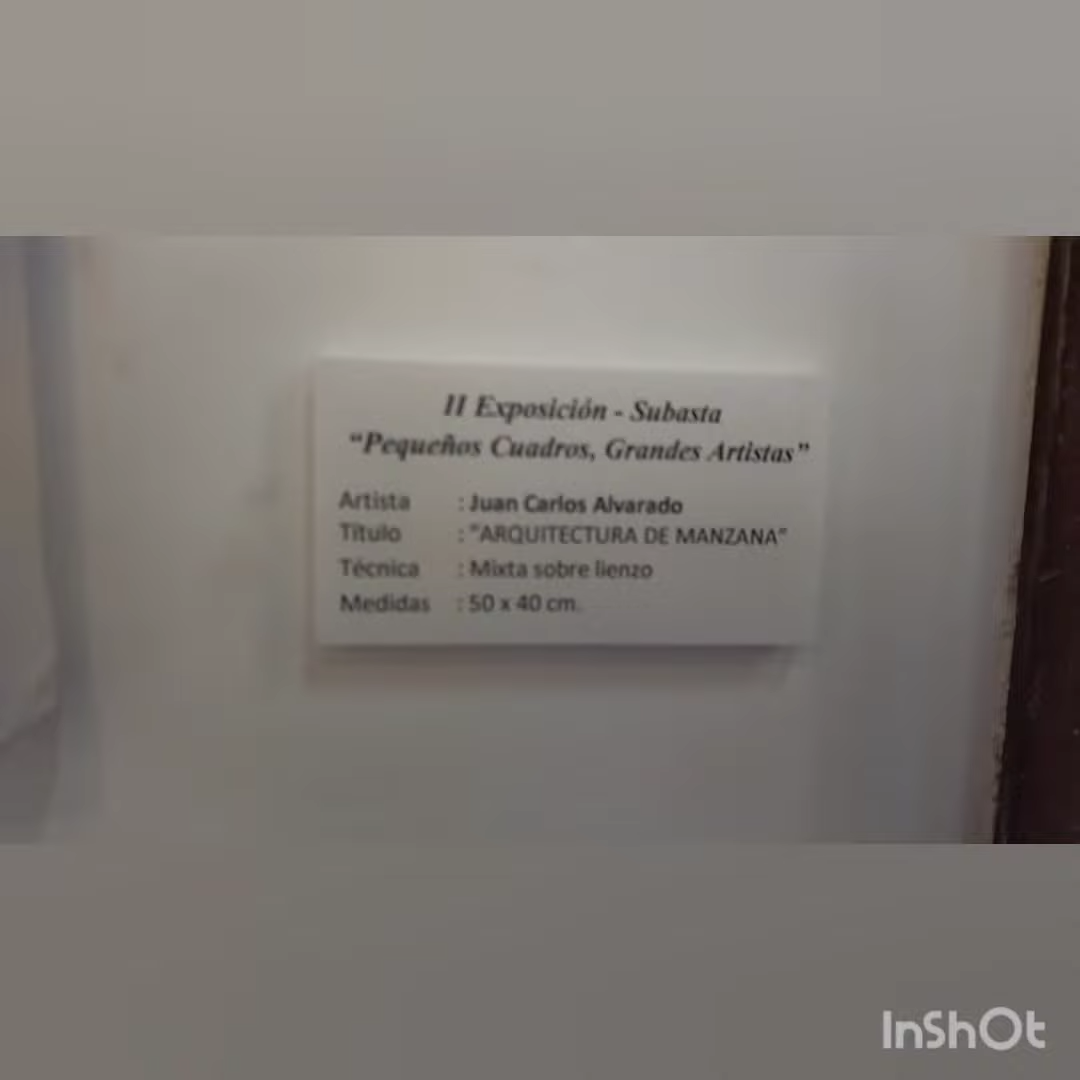 II Exposición - Subasta
"Pequeños Cuadros, Grandes Artistas"
Artista : Juan Carlos Alvarado
Título : "ARQUITECTURA DE MANZANA"
Técnica : Mixta sobre lienzo
Medidas : 50 x 40 cm.
InShOt